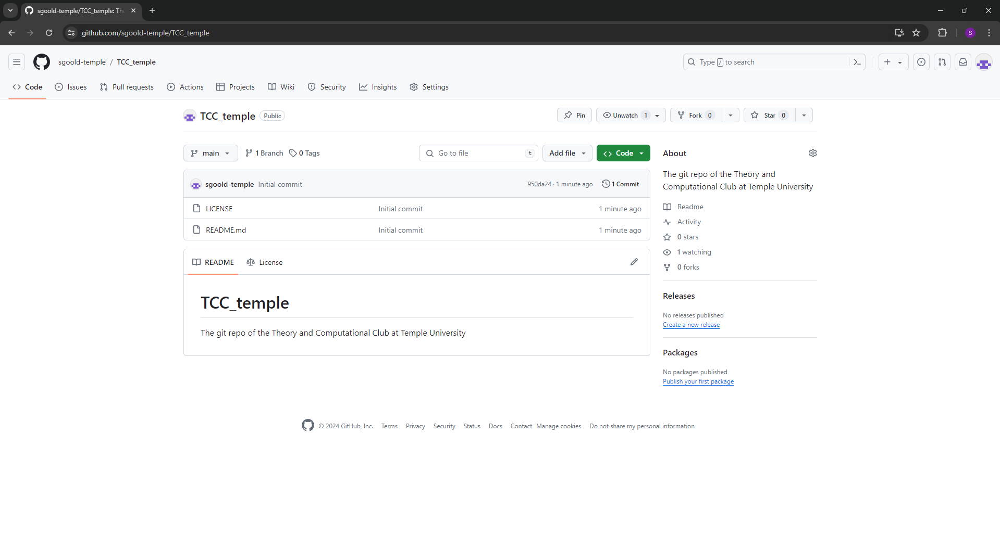 sgoold-temple/TCC_temple: Th
github.com/sgoold-temple/TCC_temple
S
sgoold-temple / TCC_temple
Type / to search
Code Issues Pull requests Actions Projects Wiki Security Insights Settings
TCC_temple Public
Pin Unwatch 1 Fork 0 Star 0
main 1 Branch 0 Tags Go to file t Add file Code
sgoold-temple Initial commit 950da24 · 1 minute ago 1 Commit
LICENSE Initial commit 1 minute ago
README.md Initial commit 1 minute ago
README License
TCC_temple
The git repo of the Theory and Computational Club at Temple University
About
The git repo of the Theory and
Computational Club at Temple University
Readme
Activity
0 stars
1 watching
0 forks
Releases
No releases published
Create a new release
Packages
No packages published
Publish your first package
© 2024 GitHub, Inc. Terms Privacy Security Status Docs Contact Manage cookies Do not share my personal information